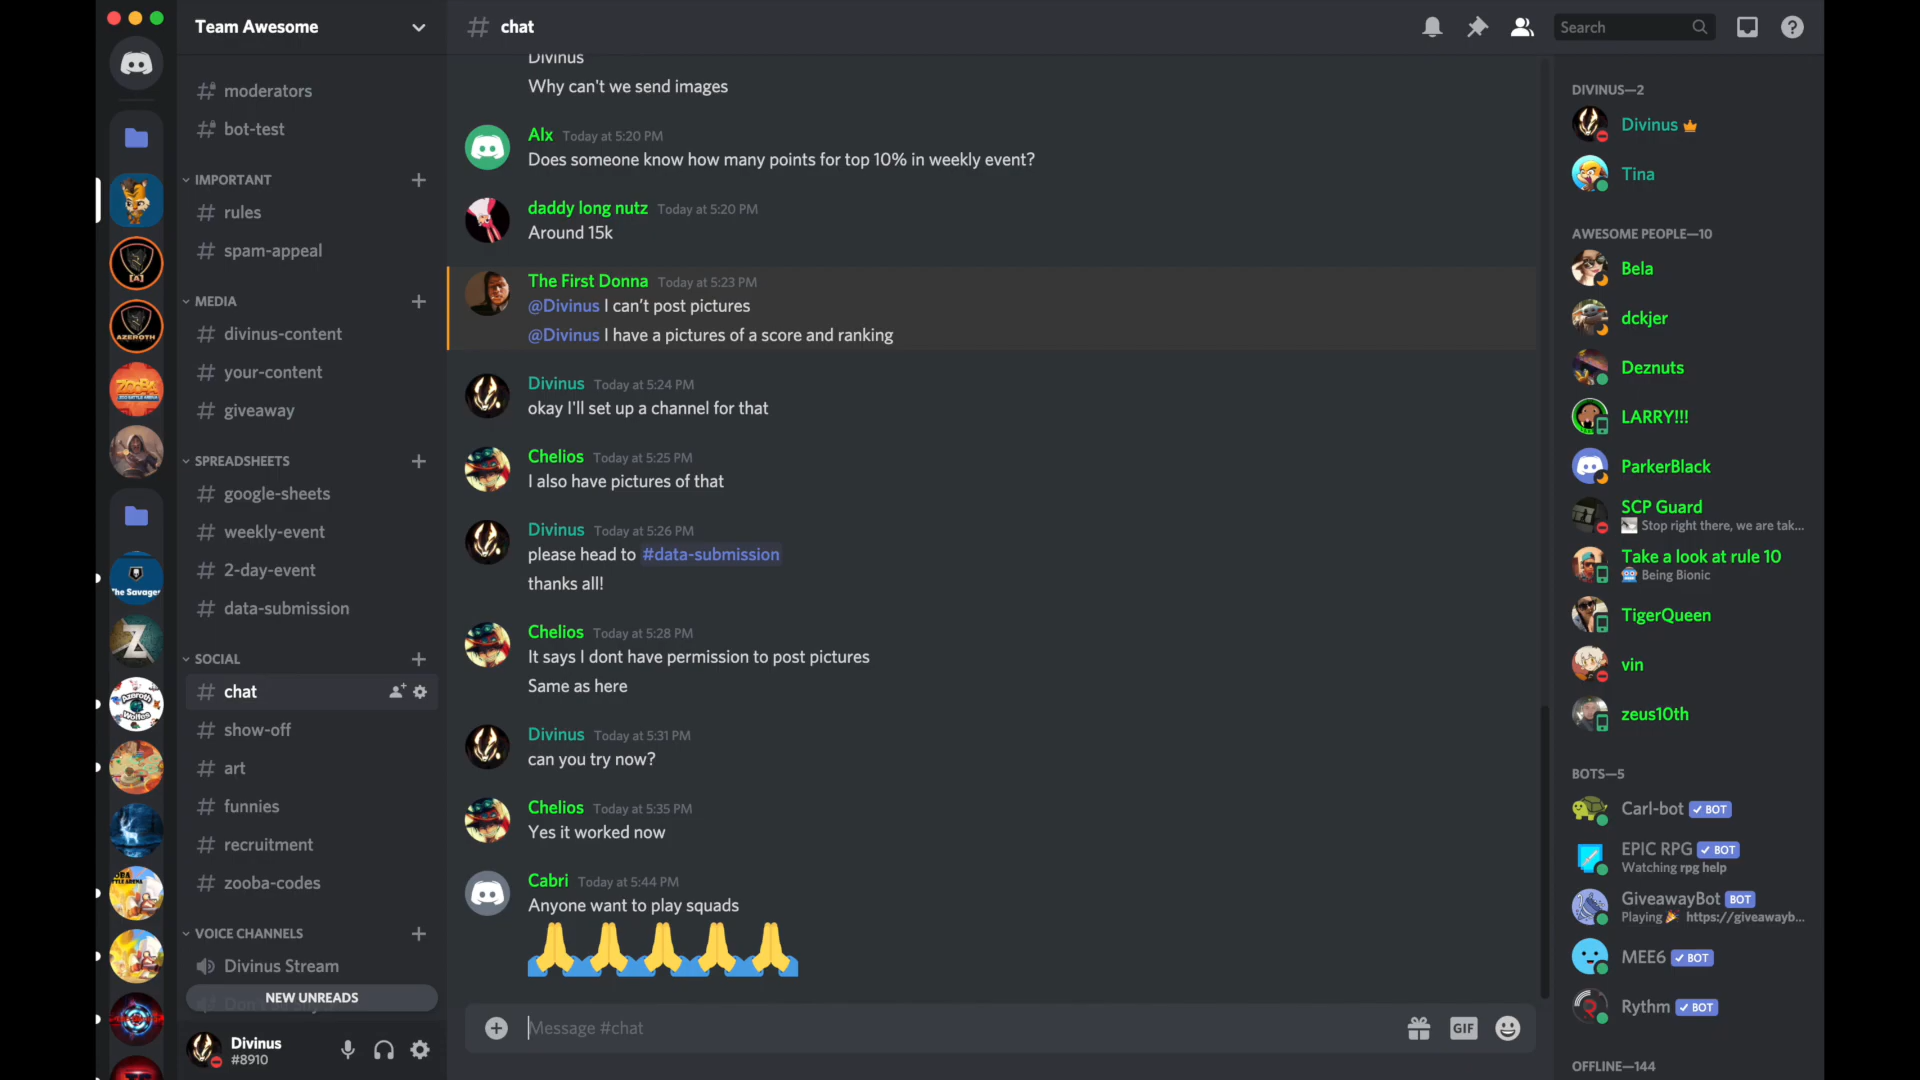 Team Awesome
moderators
bot-test
IMPORTANT
rules
spam-appeal
MEDIA
divinus-content
your-content
giveaway
SPREADSHEETS
google-sheets
weekly-event
2-day-event
data-submission
SOCIAL
chat
show-off
art
funnies
recruitment
zooba-codes
VOICE CHANNELS
Divinus Stream
NEW UNREADS
Divinus
#8910
[A]
AZEROTH
ZOOBA
The Savages
Z
Azeroth
Wolfes
chat
Search
Divinus
Why can't we send images
Alx Today at 5:20 PM
Does someone know how many points for top 10% in weekly event?
daddy long nutz Today at 5:20 PM
Around 15k
The First Donna Today at 5:23 PM
@Divinus I can't post pictures
@Divinus I have a pictures of a score and ranking
Divinus Today at 5:24 PM
okay I'll set up a channel for that
Chelios Today at 5:25 PM
I also have pictures of that
Divinus Today at 5:26 PM
please head to #data-submission
thanks all!
Chelios Today at 5:28 PM
It says I dont have permission to post pictures
Same as here
Divinus Today at 5:31 PM
can you try now?
Chelios Today at 5:35 PM
Yes it worked now
Cabri Today at 5:44 PM
Anyone want to play squads
Message #chat
GIF
DIVINUS—2
Divinus
Tina
AWESOME PEOPLE—10
Bela
dckjer
Deznuts
LARRY!!!
ParkerBlack
SCP Guard
Stop right there, we are tak...
Take a look at rule 10
Being Bionic
TigerQueen
vin
zeus10th
BOTS—5
Carl-bot BOT
EPIC RPG BOT
Watching rpg help
GiveawayBot BOT
Playing https://giveawayb...
MEE6 BOT
Rythm BOT
OFFLINE—144